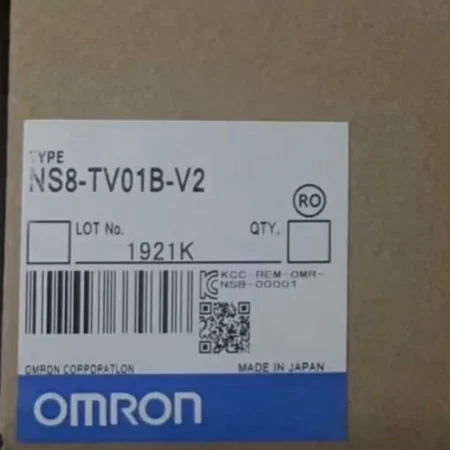 TYPE
NS8-TV01B-V2
RO
LOT No. QTY.
1921K
KCC-REM-OMR-
NS8-00001
OMRON CORPORATION MADE IN JAPAN
OMRON